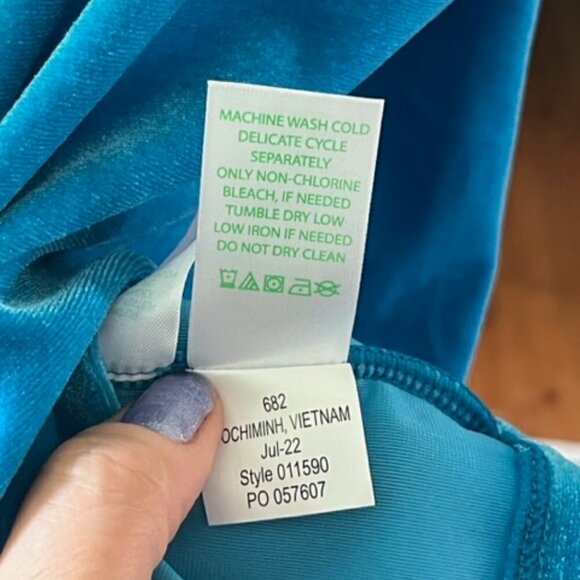 MACHINE WASH COLD
DELICATE CYCLE
SEPARATELY
ONLY NON-CHLORINE
BLEACH, IF NEEDED
TUMBLE DRY LOW
LOW IRON IF NEEDED
DO NOT DRY CLEAN
682
OCHIMINH, VIETNAM
Jul-22
Style 011590
PO 057607